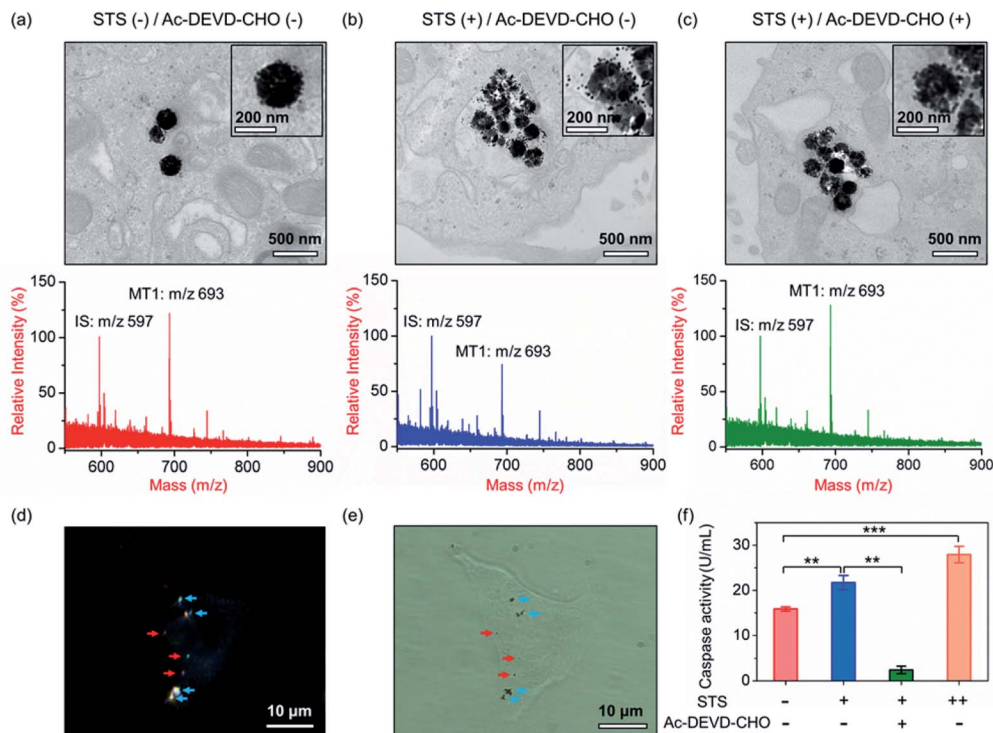 (a) STS (-) / Ac-DEVD-CHO (-)
(b) STS (+) / Ac-DEVD-CHO (-)
(c) STS (+) / Ac-DEVD-CHO (+)
200 nm
500 nm
200 nm
500 nm
200 nm
500 nm
150
100
50
0
Relative Intensity (%)
MT1: m/z 693
IS: m/z 597
600 700 800 900
Mass (m/z)
150
100
50
0
Relative Intensity (%)
IS: m/z 597
MT1: m/z 693
600 700 800 900
Mass (m/z)
150
100
50
0
Relative Intensity (%)
MT1: m/z 693
IS: m/z 597
600 700 800 900
Mass (m/z)
(d)
10 µm
(e)
10 µm
(f)
Caspase activity (U/mL)
30
20
10
0
***
** **
STS - + + ++
Ac-DEVD-CHO - - + -